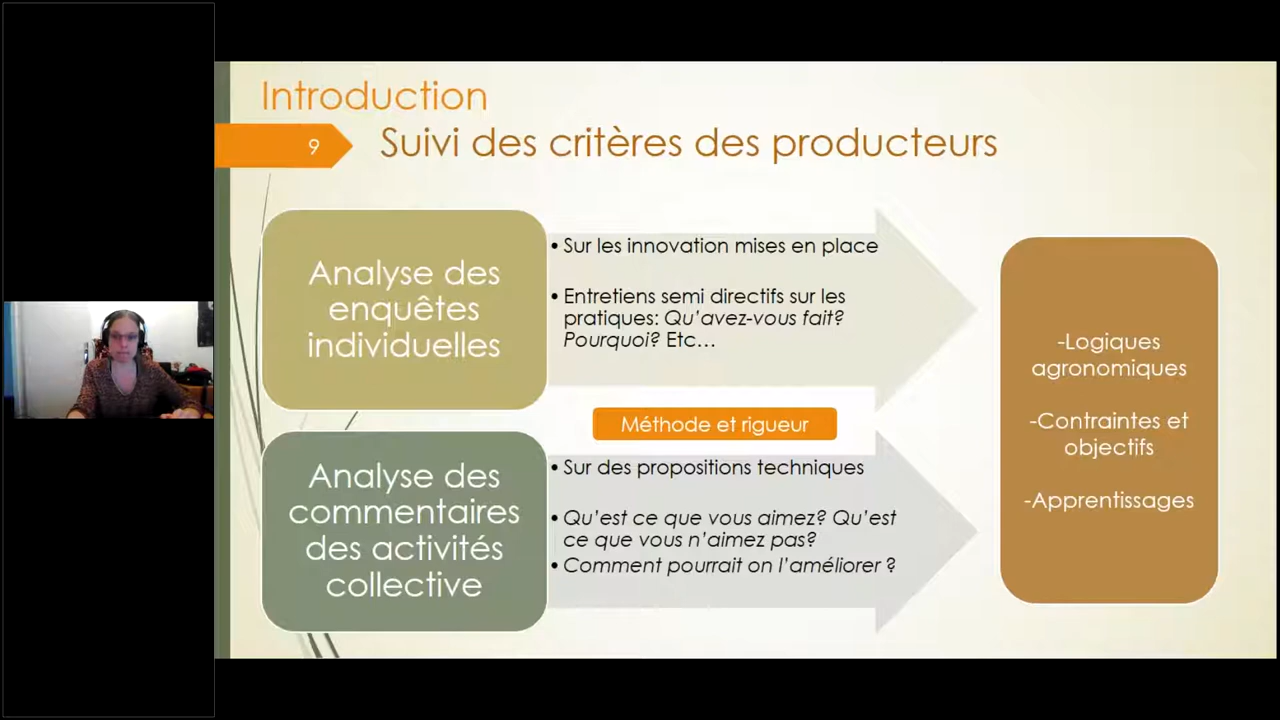 Introduction
9
Suivi des critères des producteurs
Analyse des
enquêtes
individuelles
• Sur les innovation mises en place
• Entretiens semi directifs sur les
pratiques: Qu'avez-vous fait?
Pourquoi? Etc...
Méthode et rigueur
Analyse des
commentaires
des activités
collective
• Sur des propositions techniques
• Qu'est ce que vous aimez? Qu'est
ce que vous n'aimez pas?
• Comment pourrait on l'améliorer ?
-Logiques
agronomiques
-Contraintes et
objectifs
-Apprentissages